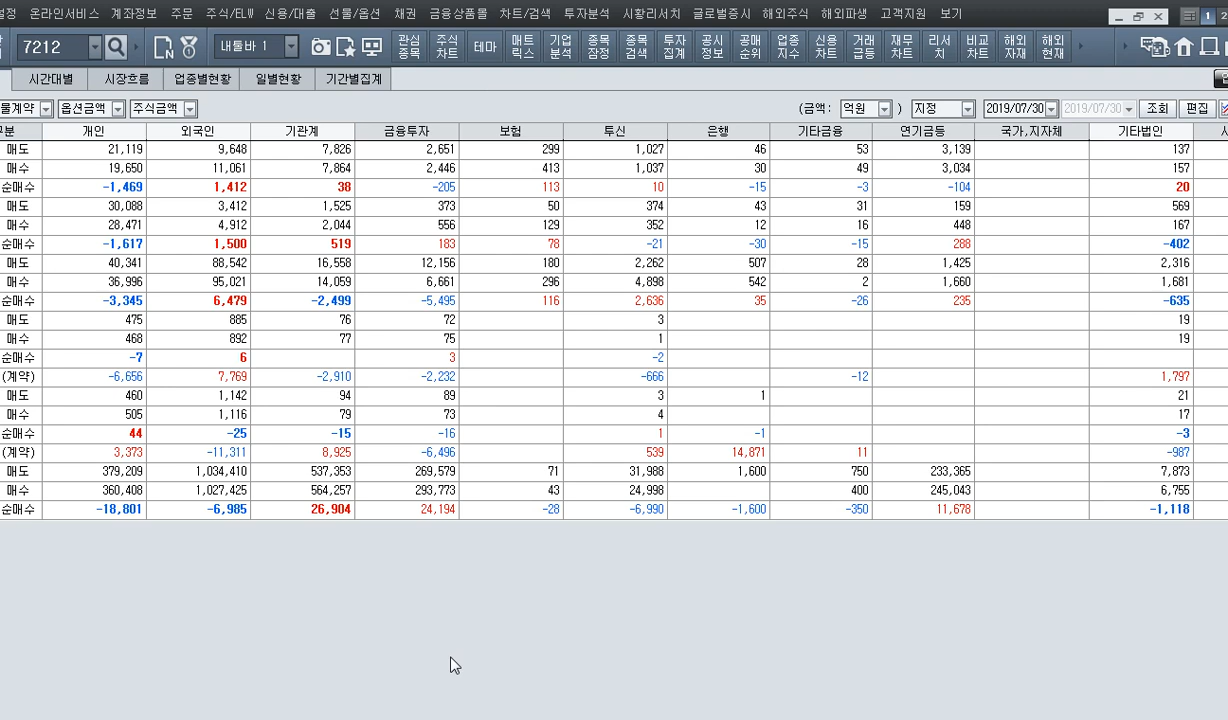 설정 온라인서비스 계좌정보 주문 주식/ELW 신용/대출 선물/옵션 채권 금융상품몰 차트/검색 투자분석 시황리서치 글로벌증시 해외주식 해외파생 고객지원 보기
7212 내툴바 1 관심종목 주식차트 테마 매트릭스 기업분석 종목잠정 종목검색 투자집계 공시정보 공매순위 업종지수 신용차트 거래급등 재무차트 리서치 비교차트 해외자재 해외현재 1 2
시간대별 시장흐름 업종별현황 일별현황 기간별집계
물계약 옵션금액 주식금액 (금액: 억원 ) 지정 2019/07/30 2019/07/30 조회 편집
구분 개인 외국인 기관계 금융투자 보험 투신 은행 기타금융 연기금등 국가,지자체 기타법인
매도 21,119 9,648 7,826 2,651 299 1,027 46 53 3,139 137
매수 19,650 11,061 7,864 2,446 413 1,037 30 49 3,034 157
순매수 -1,469 1,412 38 -205 113 10 -15 -3 -104 20
매도 30,088 3,412 1,525 373 50 374 43 31 159 569
매수 28,471 4,912 2,044 556 129 352 12 16 448 167
순매수 -1,617 1,500 519 183 78 -21 -30 -15 288 -402
매도 40,341 88,542 16,558 12,156 180 2,262 507 28 1,425 2,316
매수 36,996 95,021 14,059 6,661 296 4,898 542 2 1,660 1,681
순매수 -3,345 6,479 -2,499 -5,495 116 2,636 35 -26 235 -635
매도 475 885 76 72 3 19
매수 468 892 77 75 1 19
순매수 -7 6 3 -2
(계약) -6,656 7,769 -2,910 -2,232 -666 -12 1,797
매도 460 1,142 94 89 3 1 21
매수 505 1,116 79 73 4 17
순매수 44 -25 -15 -16 1 -1 -3
(계약) 3,373 -11,311 8,925 -6,496 539 14,871 11 -987
매도 379,209 1,034,410 537,353 269,579 71 31,988 1,600 750 233,365 7,873
매수 360,408 1,027,425 564,257 293,773 43 24,998 400 245,043 6,755
순매수 -18,801 -6,985 26,904 24,194 -28 -6,990 -1,600 -350 11,678 -1,118